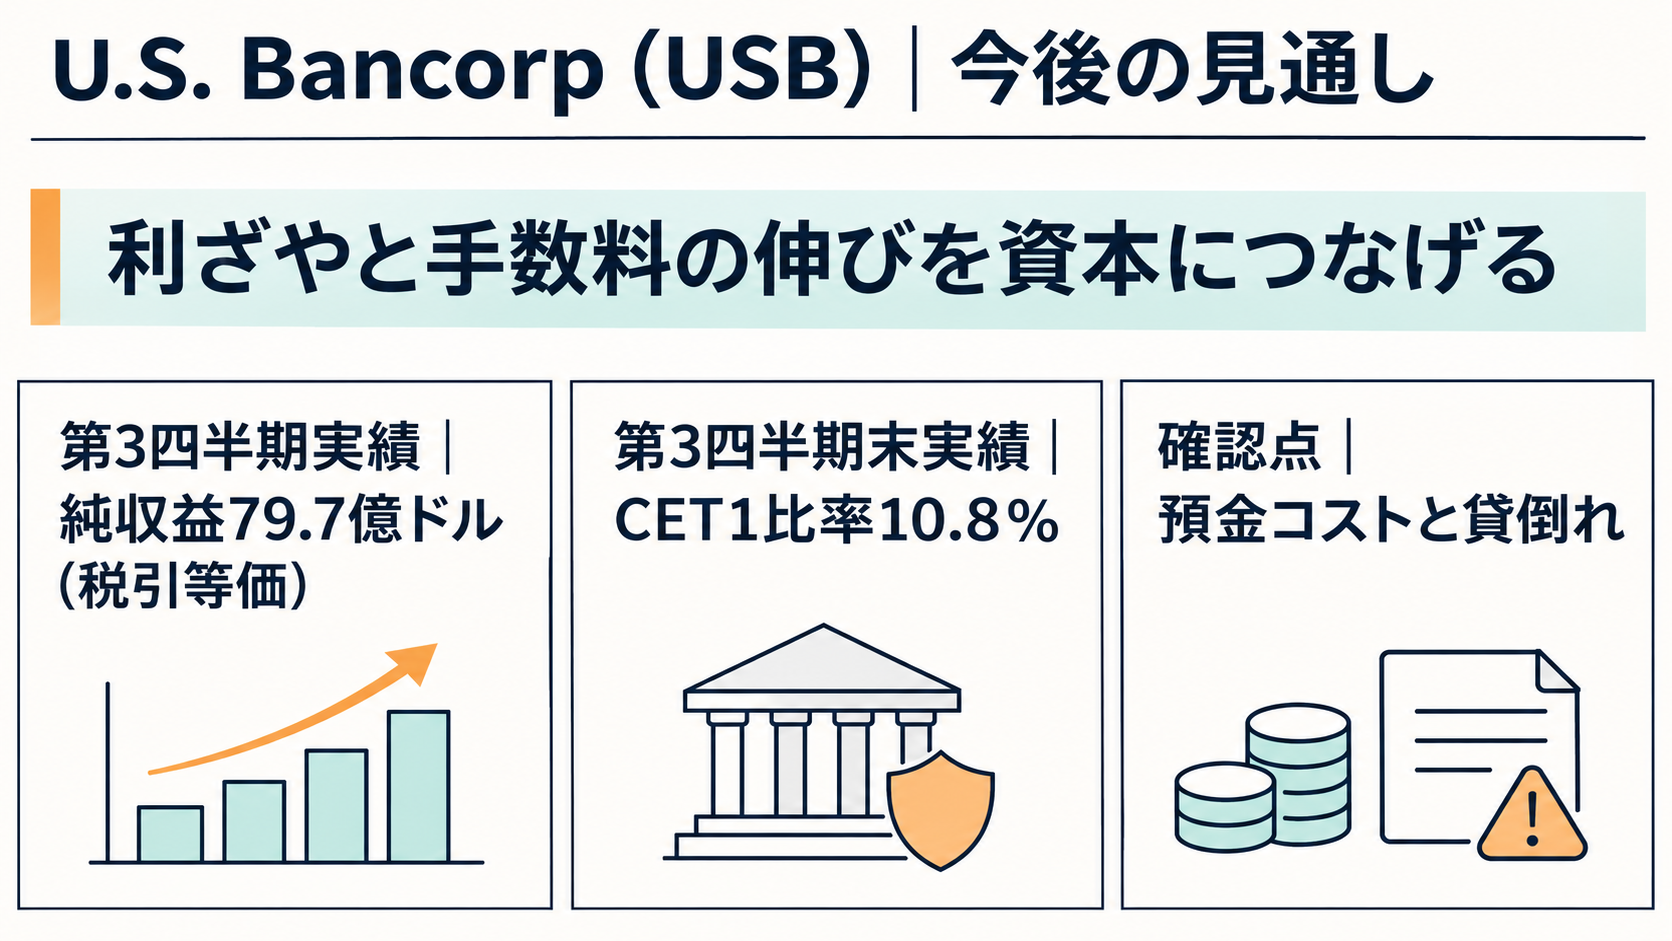 U.S. Bancorp (USB)｜今後の見通し
利ざやと手数料の伸びを資本につなげる
第3四半期実績｜
純収益79.7億ドル
(税引等価)
第3四半期末実績｜
CET1比率10.8%
確認点｜
預金コストと貸倒れ
!